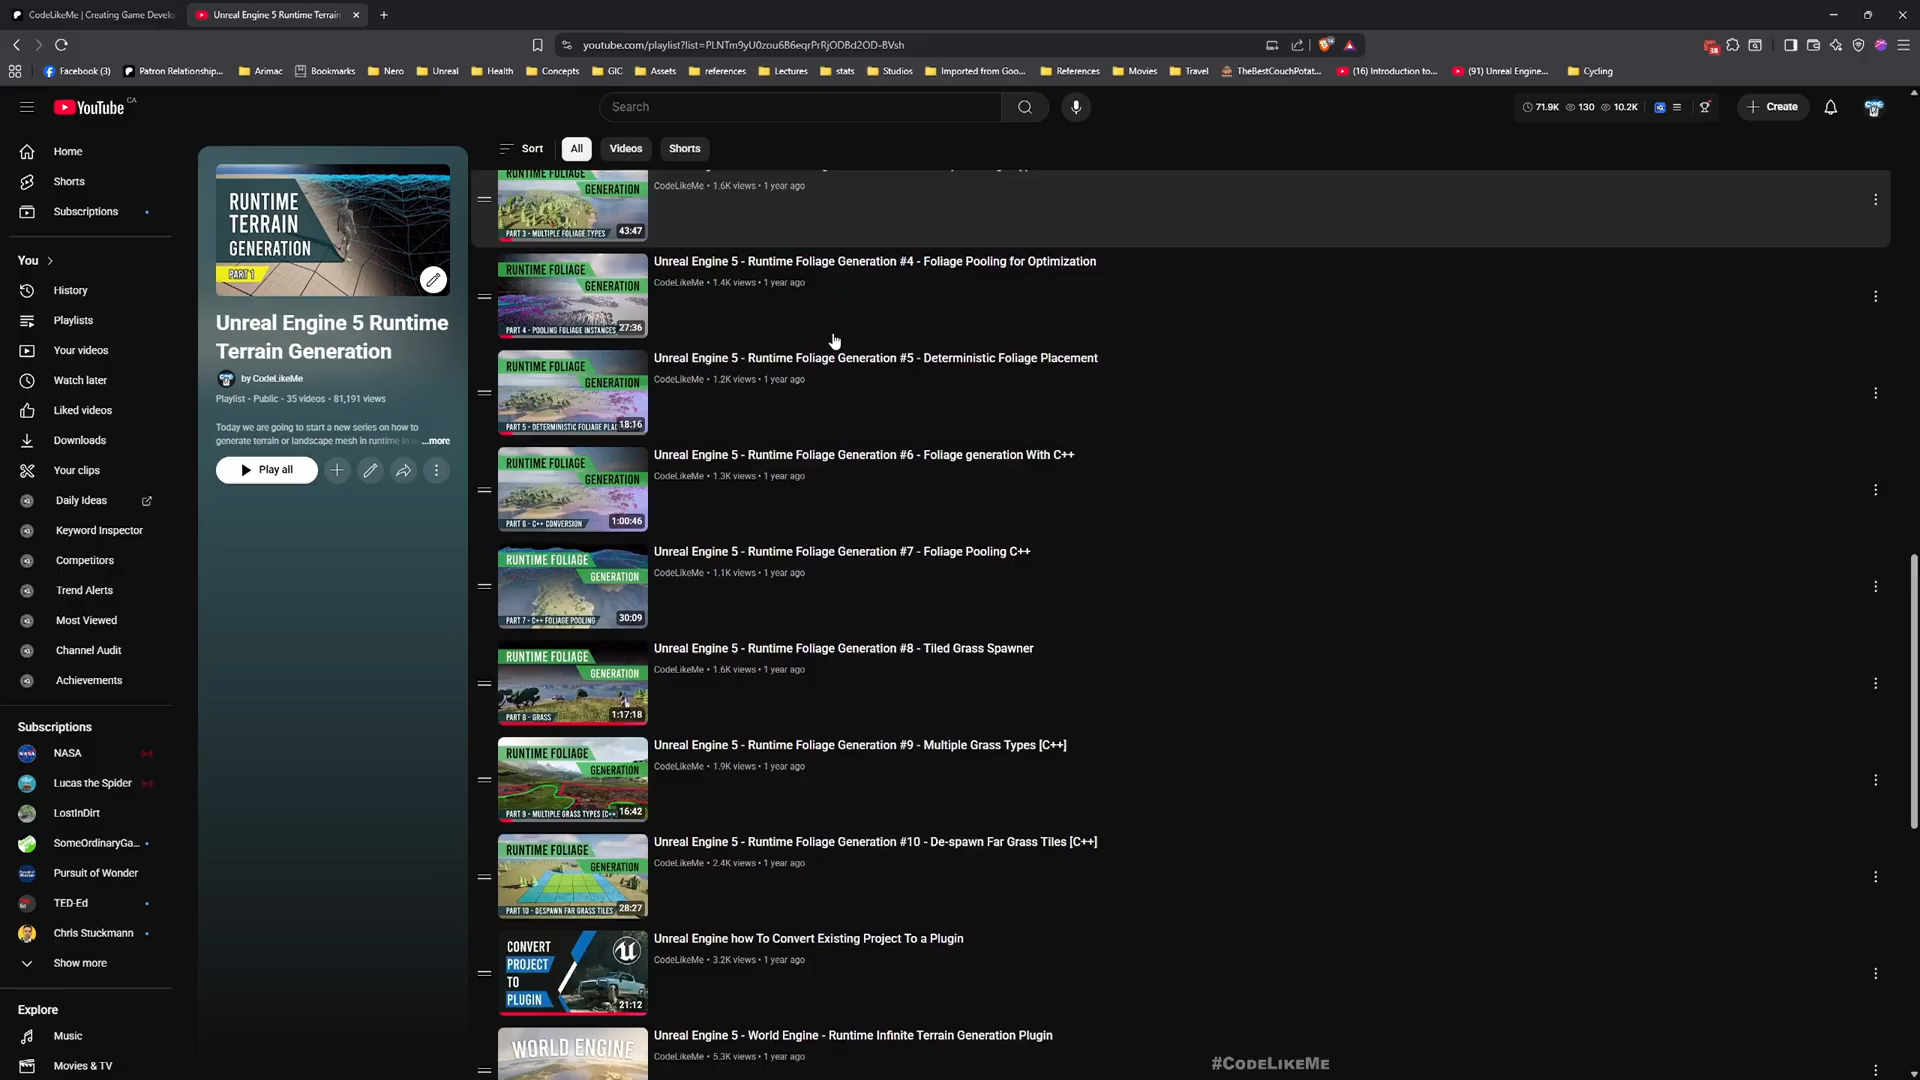 CodeLikeMe | Creating Game Develo
Unreal Engine 5 Runtime Terrain
youtube.com/playlist?list=PLNTm9yU0zou6B6eqrPrRjODBd2OD-BVsh
38
Facebook (3)
Patron Relationship...
Arimac
Bookmarks
Nero
Unreal
Health
Concepts
GIC
Assets
references
Lectures
stats
Studios
Imported from Goo...
References
Movies
Travel
TheBestCouchPotat...
(16) Introduction to...
(91) Unreal Engine...
Cycling
YouTube CA
Search
71.9K 130 10.2K
Create
Home
Shorts
Subscriptions
You
History
Playlists
Your videos
Watch later
Liked videos
Downloads
Your clips
Daily Ideas
Keyword Inspector
Competitors
Trend Alerts
Most Viewed
Channel Audit
Achievements
Subscriptions
NASA
Lucas the Spider
LostInDirt
SomeOrdinaryGa...
Pursuit of Wonder
TED-Ed
Chris Stuckmann
Show more
Explore
Music
Movies & TV
RUNTIME
TERRAIN
GENERATION
PART 1
Unreal Engine 5 Runtime
Terrain Generation
by CodeLikeMe
Playlist • Public • 35 videos • 81,191 views
Today we are going to start a new series on how to
generate terrain or landscape mesh in runtime in u ...more
Play all
Sort
All
Videos
Shorts
RUNTIME FOLIAGE
GENERATION
PART 3 - MULTIPLE FOLIAGE TYPES
43:47
CodeLikeMe • 1.6K views • 1 year ago
RUNTIME FOLIAGE
GENERATION
PART 4 - POOLING FOLIAGE INSTANCES
27:36
Unreal Engine 5 - Runtime Foliage Generation #4 - Foliage Pooling for Optimization
CodeLikeMe • 1.4K views • 1 year ago
RUNTIME FOLIAGE
GENERATION
PART 5 - DETERMINISTIC FOLIAGE PLA
18:16
Unreal Engine 5 - Runtime Foliage Generation #5 - Deterministic Foliage Placement
CodeLikeMe • 1.2K views • 1 year ago
RUNTIME FOLIAGE
GENERATION
PART 6 - C++ CONVERSION
1:00:46
Unreal Engine 5 - Runtime Foliage Generation #6 - Foliage generation With C++
CodeLikeMe • 1.3K views • 1 year ago
RUNTIME FOLIAGE
GENERATION
PART 7 - C++ FOLIAGE POOLING
30:09
Unreal Engine 5 - Runtime Foliage Generation #7 - Foliage Pooling C++
CodeLikeMe • 1.1K views • 1 year ago
RUNTIME FOLIAGE
GENERATION
PART 8 - GRASS
1:17:18
Unreal Engine 5 - Runtime Foliage Generation #8 - Tiled Grass Spawner
CodeLikeMe • 1.6K views • 1 year ago
RUNTIME FOLIAGE
GENERATION
PART 9 - MULTIPLE GRASS TYPES [C++
16:42
Unreal Engine 5 - Runtime Foliage Generation #9 - Multiple Grass Types [C++]
CodeLikeMe • 1.9K views • 1 year ago
RUNTIME FOLIAGE
GENERATION
PART 10 - DESPAWN FAR GRASS TILES
28:27
Unreal Engine 5 - Runtime Foliage Generation #10 - De-spawn Far Grass Tiles [C++]
CodeLikeMe • 2.4K views • 1 year ago
CONVERT
PROJECT
TO
PLUGIN
21:12
Unreal Engine how To Convert Existing Project To a Plugin
CodeLikeMe • 3.2K views • 1 year ago
WORLD ENGINE
Unreal Engine 5 - World Engine - Runtime Infinite Terrain Generation Plugin
CodeLikeMe • 5.3K views • 1 year ago
#CodeLikeMe